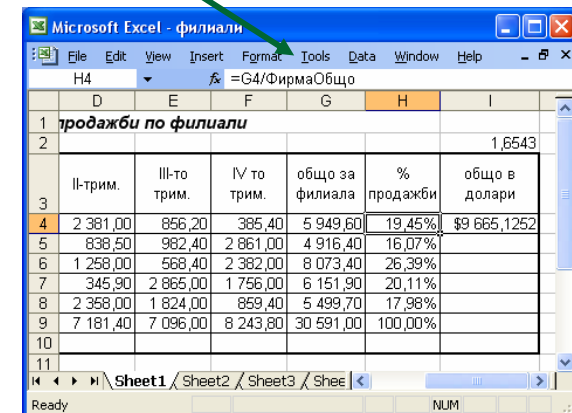 Microsoft Excel - филиали
File Edit View Insert Format Tools Data Window Help
H4 fx =G4/ФирмаОбщо
D E F G H I
1 продажби по филиали
2 1,6543
3 II-трим. III-то трим. IV то трим. общо за филиала % продажби общо в долари
4 2 381,00 856,20 385,40 5 949,60 19,45% $9 665,1252
5 838,50 982,40 2 861,00 4 916,40 16,07%
6 1 258,00 568,40 2 382,00 8 073,40 26,39%
7 345,90 2 865,00 1 756,00 6 151,90 20,11%
8 2 358,00 1 824,00 859,40 5 499,70 17,98%
9 7 181,40 7 096,00 8 243,80 30 591,00 100,00%
10
11
Sheet1 Sheet2 Sheet3 Shee
Ready NUM